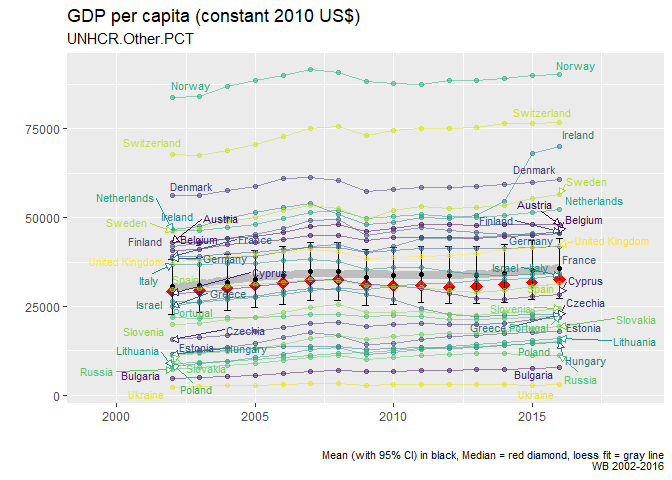 GDP per capita (constant 2010 US$)
UNHCR.Other.PCT
Norway
Norway
75000
Switzerland
Switzerland
Ireland
Denmark
Denmark
Sweden
Netherlands
Netherlands
50000
Ireland
Austria
Austria
Sweden
Finland
Belgium
Finland
Belgium
France
Germany
United Kingdom
United Kingdom
Germany
France
Italy
Cyprus
Israel
Italy
Spain
Spain
Cyprus
Israel
Greece
25000
Portugal
Slovenia
Czechia
Slovenia
Czechia
Greece
Portugal
Estonia
Slovakia
Lithuania
Estonia
Hungary
Poland
Lithuania
Russia
Slovakia
Hungary
Bulgaria
Bulgaria
Russia
Poland
Ukraine
Ukraine
0
2000
2005
2010
2015
Mean (with 95% CI) in black, Median = red diamond, loess fit = gray line
WB 2002-2016